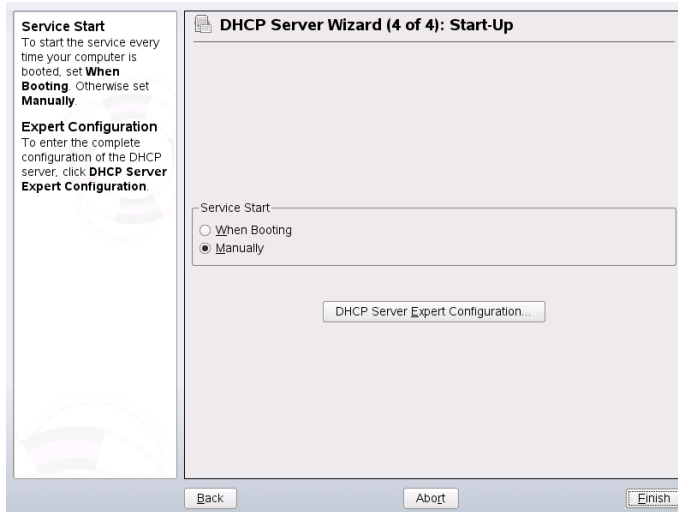 Service Start
To start the service every
time your computer is
booted, set When
Booting. Otherwise set
Manually.
Expert Configuration
To enter the complete
configuration of the DHCP
server, click DHCP Server
Expert Configuration.
DHCP Server Wizard (4 of 4): Start-Up
Service Start
When Booting
Manually
DHCP Server Expert Configuration...
Back
Abort
Finish